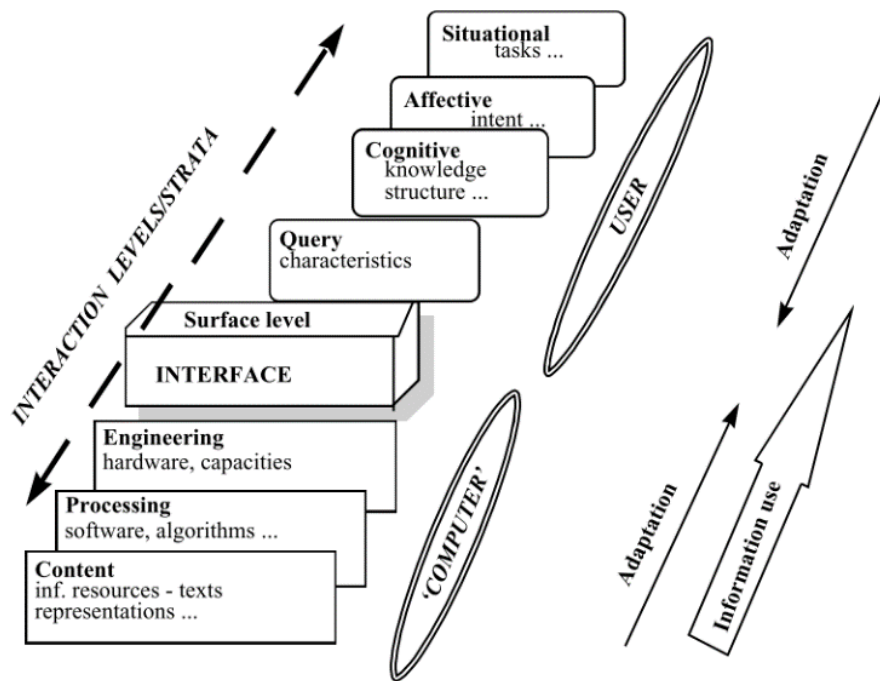 Situational
tasks ...
Affective
intent ...
Cognitive
knowledge
structure ...
Query
characteristics
Surface level
INTERFACE
Engineering
hardware, capacities
Processing
software, algorithms ...
Content
inf. resources - texts
representations ...
INTERACTION LEVELS/STRATA
USER
'COMPUTER'
Adaptation
Adaptation
Information use